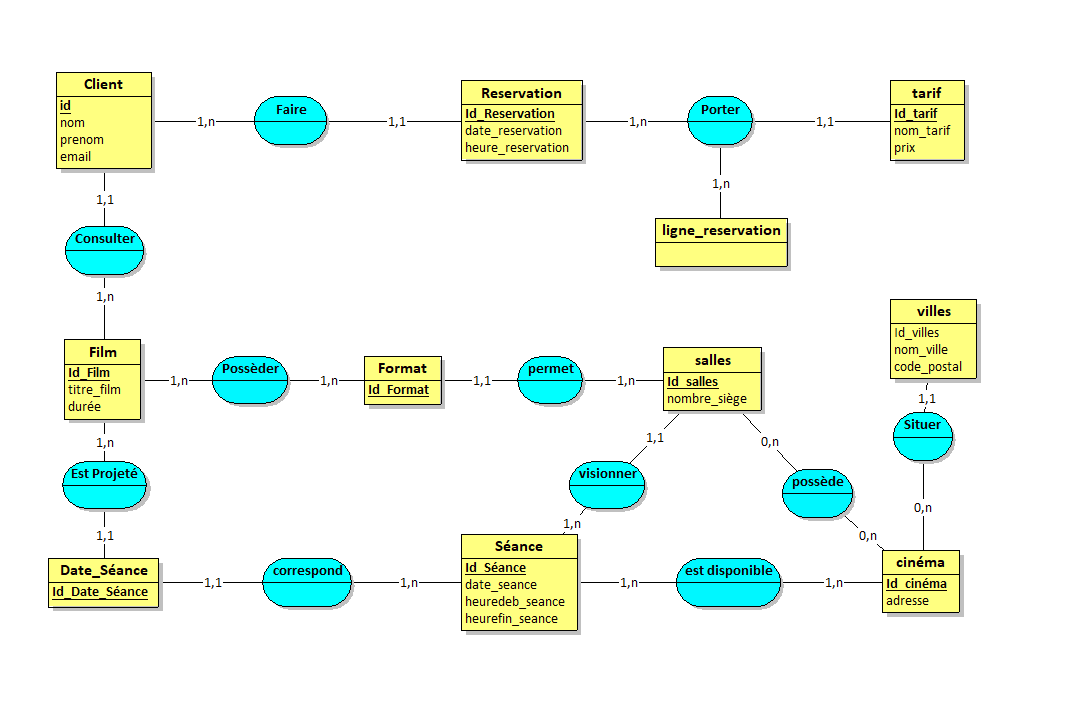 Client
id
nom
prenom
email
1,n
Faire
1,1
Reservation
Id_Reservation
date_reservation
heure_reservation
1,n
Porter
1,1
tarif
Id_tarif
nom_tarif
prix
1,n
ligne_reservation
1,1
Consulter
1,n
Film
Id_Film
titre_film
durée
1,n
Possèder
1,n
Format
Id_Format
1,1
permet
1,n
salles
Id_salles
nombre_siège
villes
Id_villes
nom_ville
code_postal
1,1
Situer
0,n
1,1
visionner
1,n
0,n
possède
0,n
1,n
Est Projeté
1,1
Date_Séance
Id_Date_Séance
1,1
correspond
1,n
Séance
Id_Séance
date_seance
heuredeb_seance
heurefin_seance
1,n
est disponible
1,n
cinéma
Id_cinéma
adresse